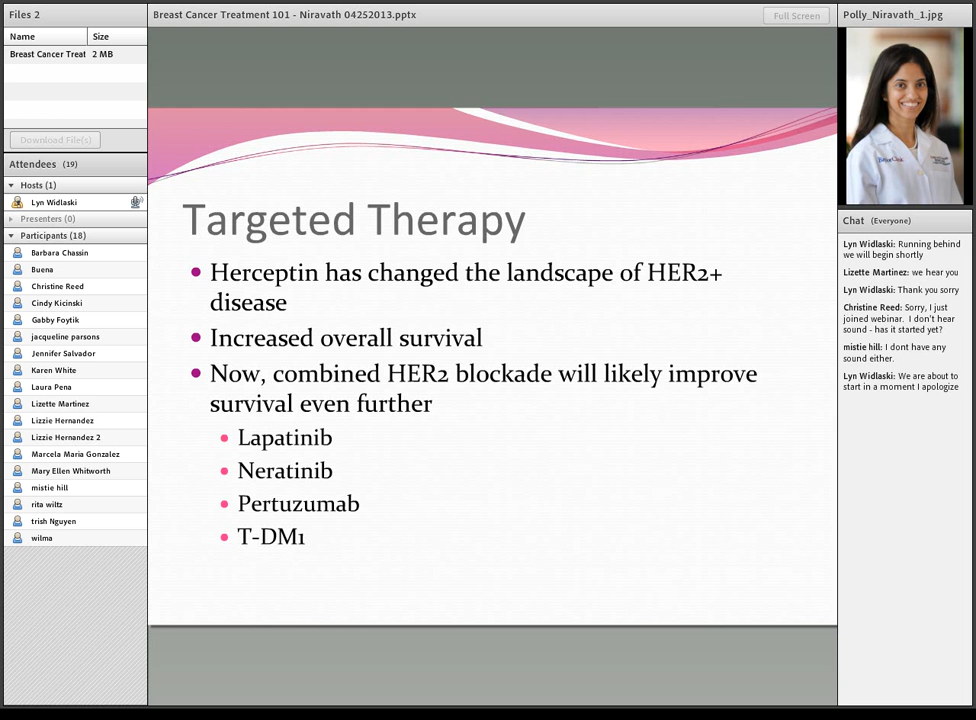 Files 2
Name Size
Breast Cancer Treat 2 MB
Download File(s)
Attendees (19)
Hosts (1)
Lyn Widlaski
Presenters (0)
Participants (18)
Barbara Chassin
Buena
Christine Reed
Cindy Kicinski
Gabby Foytik
jacqueline parsons
Jennifer Salvador
Karen White
Laura Pena
Lizette Martinez
Lizzie Hernandez
Lizzie Hernandez 2
Marcela Maria Gonzalez
Mary Ellen Whitworth
mistie hill
rita wiltz
trish Nguyen
wilma
Breast Cancer Treatment 101 - Niravath 04252013.pptx
Full Screen
Targeted Therapy
Herceptin has changed the landscape of HER2+
disease
Increased overall survival
Now, combined HER2 blockade will likely improve
survival even further
Lapatinib
Neratinib
Pertuzumab
T-DM1
Polly_Niravath_1.jpg
Chat (Everyone)
Lyn Widlaski: Running behind
we will begin shortly
Lizette Martinez: we hear you
Lyn Widlaski: Thank you sorry
Christine Reed: Sorry, I just
joined webinar. I don't hear
sound - has it started yet?
mistie hill: I dont have any
sound either.
Lyn Widlaski: We are about to
start in a moment I apologize